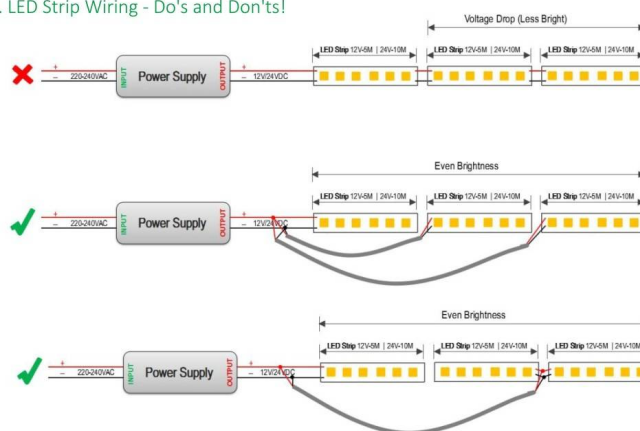 . LED Strip Wiring - Do's and Don'ts!
Voltage Drop (Less Bright)
LED Strip 12V-5M | 24V-10M LED Strip 12V-5M | 24V-10M LED Strip 12V-5M | 24V-10M
+ − 220-240VAC INPUT Power Supply OUTPUT + − 12V/24VDC
Even Brightness
LED Strip 12V-5M | 24V-10M LED Strip 12V-5M | 24V-10M LED Strip 12V-5M | 24V-10M
+ − 220-240VAC INPUT Power Supply OUTPUT + − 12V/24VDC
Even Brightness
LED Strip 12V-5M | 24V-10M LED Strip 12V-5M | 24V-10M LED Strip 12V-5M | 24V-10M
+ − 220-240VAC INPUT Power Supply OUTPUT + − 12V/24VDC